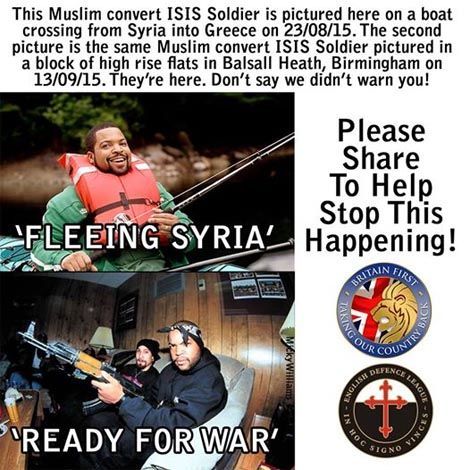 This Muslim convert ISIS Soldier is pictured here on a boat
crossing from Syria into Greece on 23/08/15. The second
picture is the same Muslim convert ISIS Soldier pictured in
a block of high rise flats in Balsall Heath, Birmingham on
13/09/15. They're here. Don't say we didn't warn you!
'FLEEING SYRIA'
'READY FOR WAR'
MickyWilliams
Please
Share
To Help
Stop This
Happening!
BRITAIN FIRST
TAKING OUR COUNTRY BACK
ENGLISH DEFENCE LEAGUE
IN HOC SIGNO VINCES